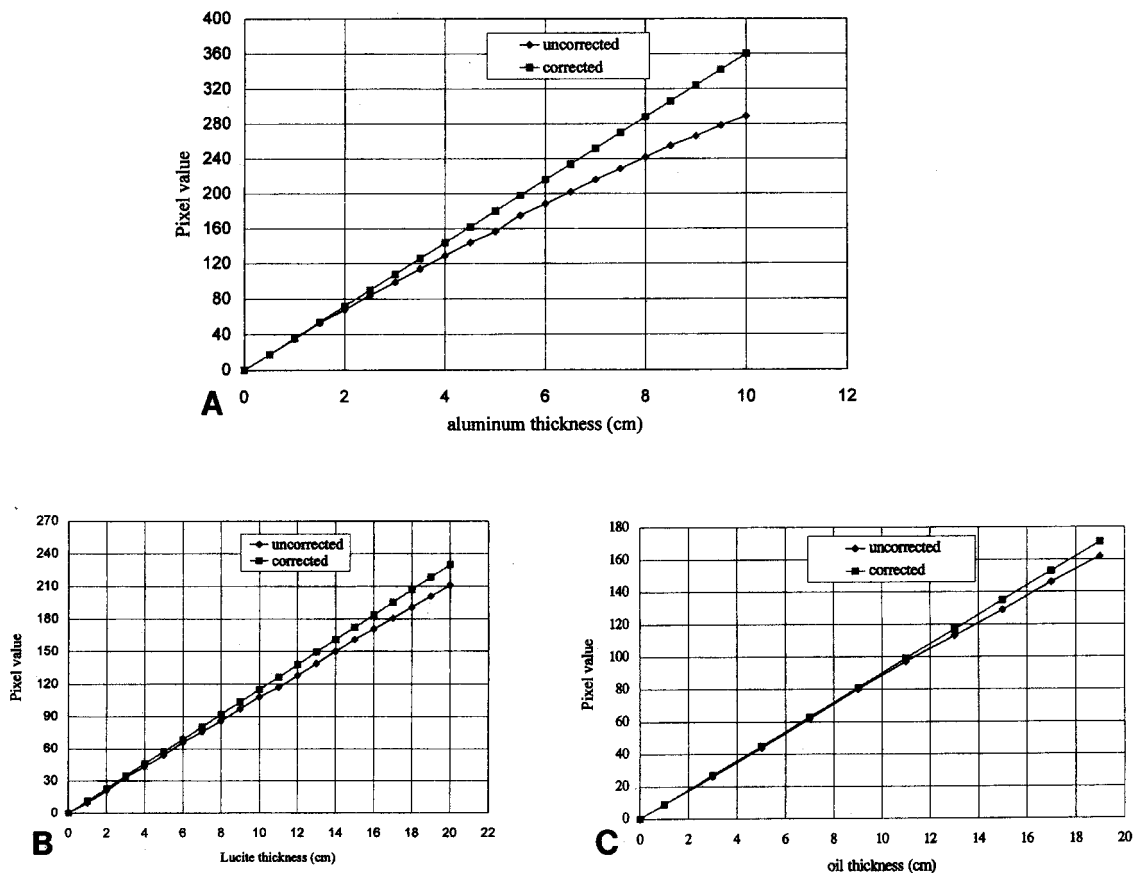 400
360
320
280
240
200
160
120
80
40
0
Pixel value
uncorrected
corrected
0 2 4 6 8 10 12
aluminum thickness (cm)
A
270
240
210
180
150
120
90
60
30
0
Pixel value
uncorrected
corrected
0 2 4 6 8 10 12 14 16 18 20 22
Lucite thickness (cm)
B
180
160
140
120
100
80
60
40
20
0
Pixel value
uncorrected
corrected
0 2 4 6 8 10 12 14 16 18 20
oil thickness (cm)
C